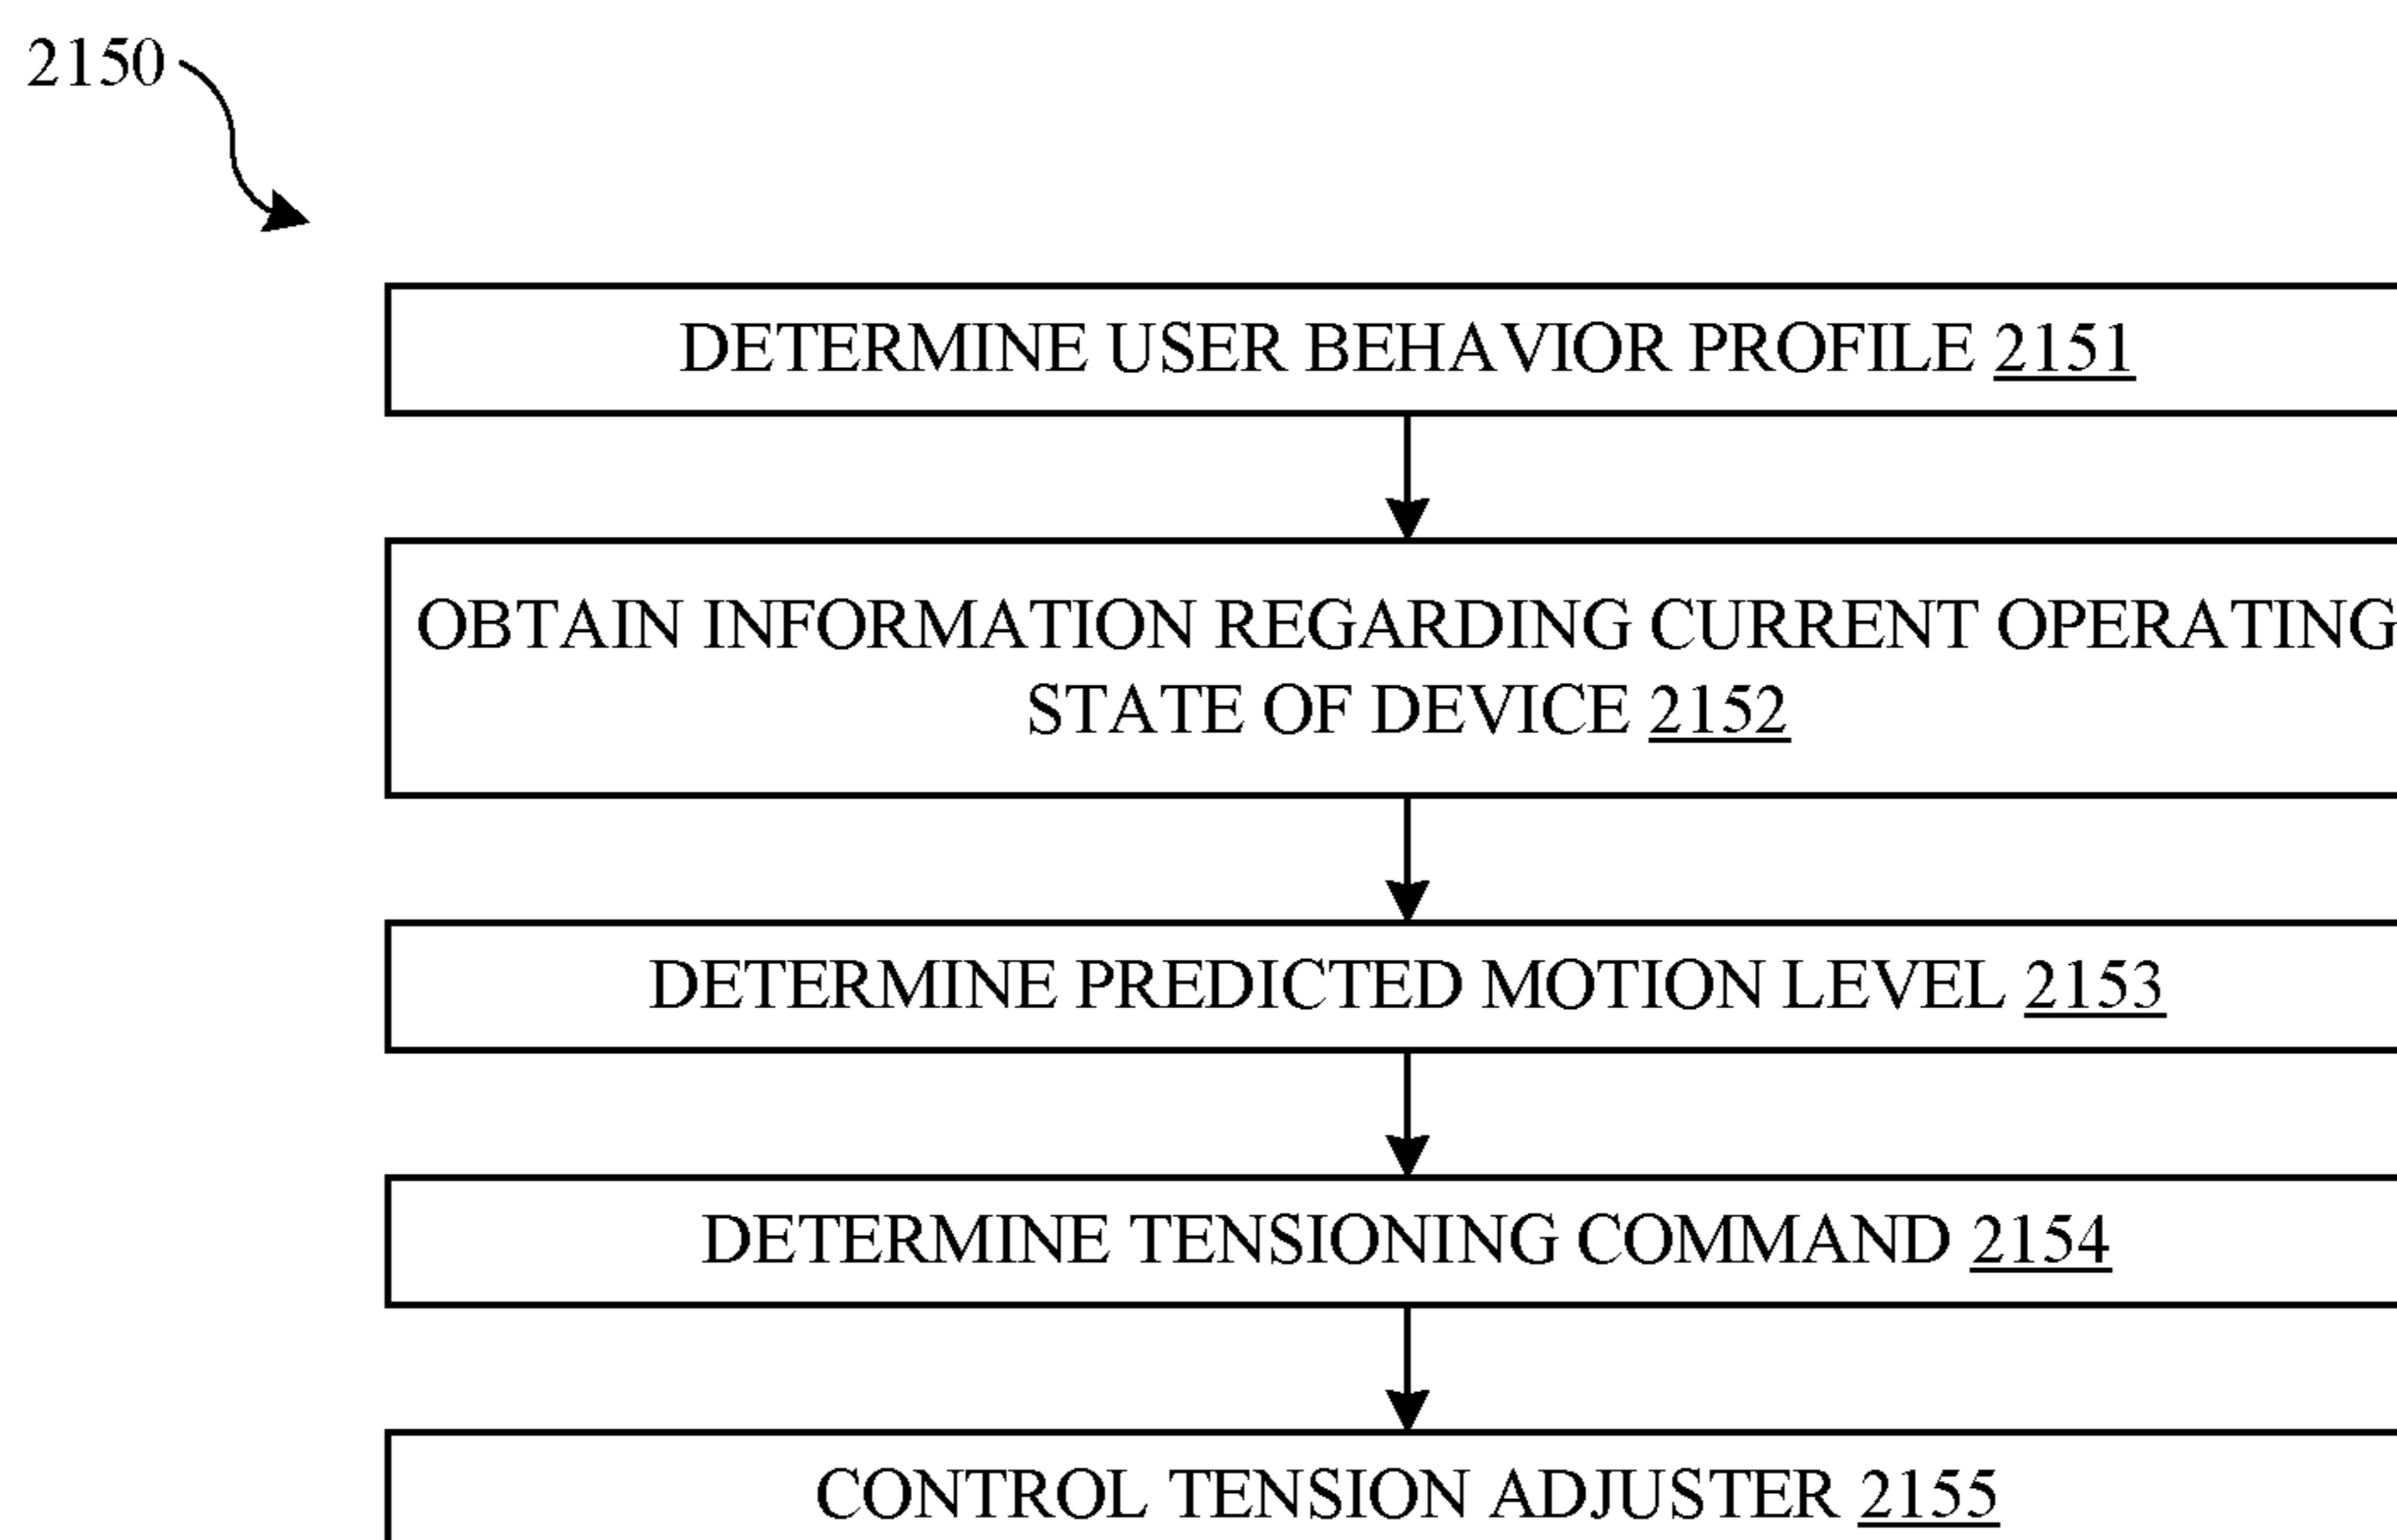 2150
DETERMINE USER BEHAVIOR PROFILE 2151
OBTAIN INFORMATION REGARDING CURRENT OPERATING
STATE OF DEVICE 2152
DETERMINE PREDICTED MOTION LEVEL 2153
DETERMINE TENSIONING COMMAND 2154
CONTROL TENSION ADJUSTER 2155